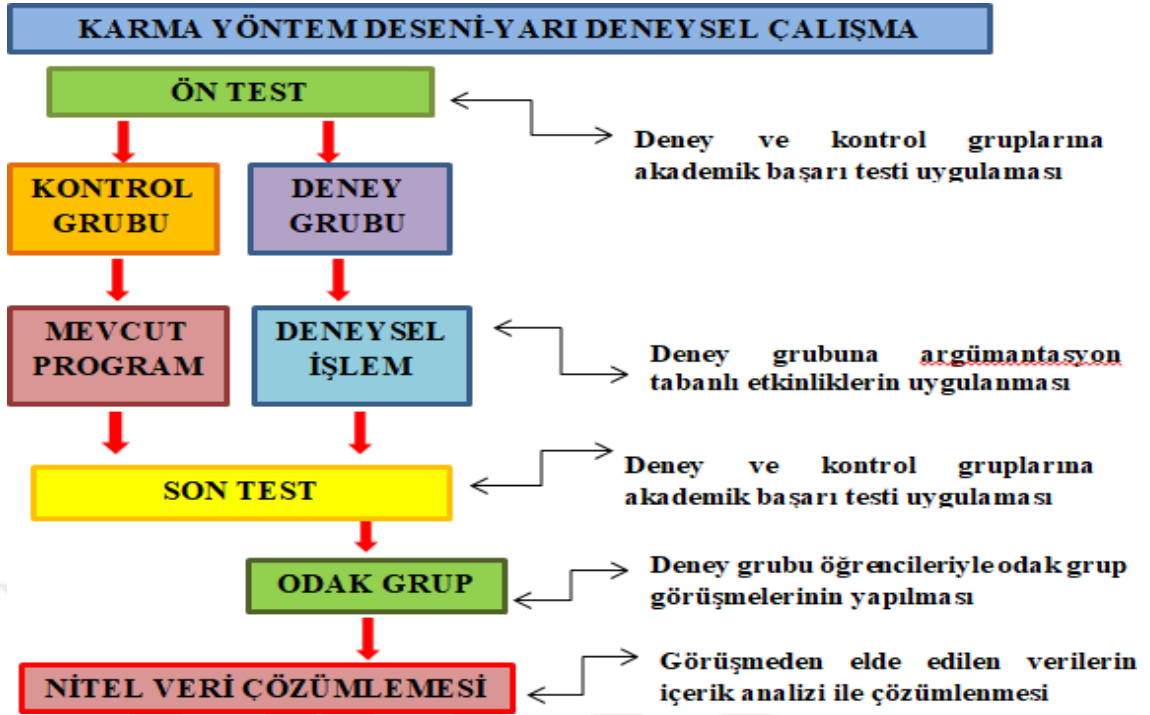 KARMA YÖNTEM DESENİ-YARI DENEYSEL ÇALIŞMA
ÖN TEST
Deney ve kontrol gruplarına
akademik başarı testi uygulaması
KONTROL
GRUBU
DENEY
GRUBU
MEVCUT
PROGRAM
DENEYSEL
İŞLEM
Deney grubuna argümantasyon
tabanlı etkinliklerin uygulanması
SON TEST
Deney ve kontrol gruplarına
akademik başarı testi uygulaması
ODAK GRUP
Deney grubu öğrencileriyle odak grup
görüşmelerinin yapılması
NİTEL VERİ ÇÖZÜMLEMESİ
Görüşmeden elde edilen verilerin
içerik analizi ile çözümlenmesi